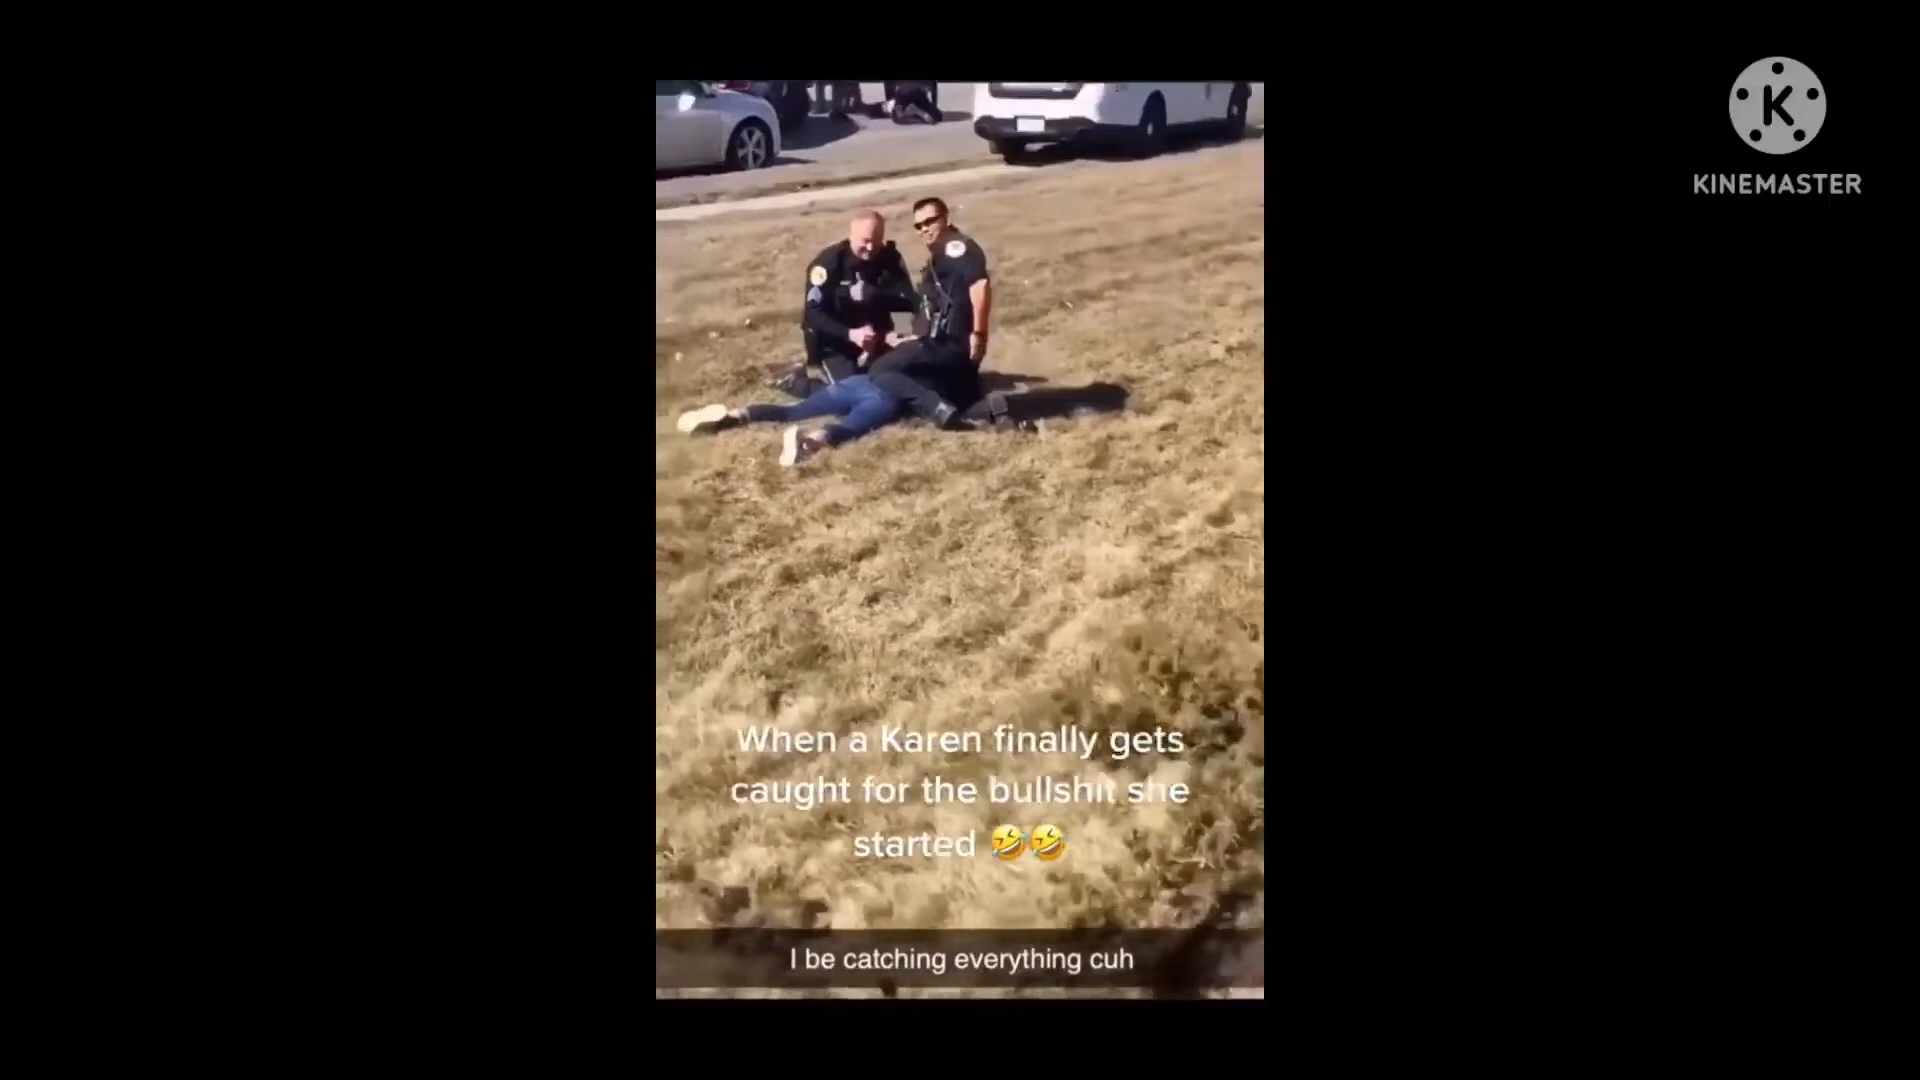 KINEMASTER
When a Karen finally gets
caught for the bullshit she
started 🤣🤣
I be catching everything cuh